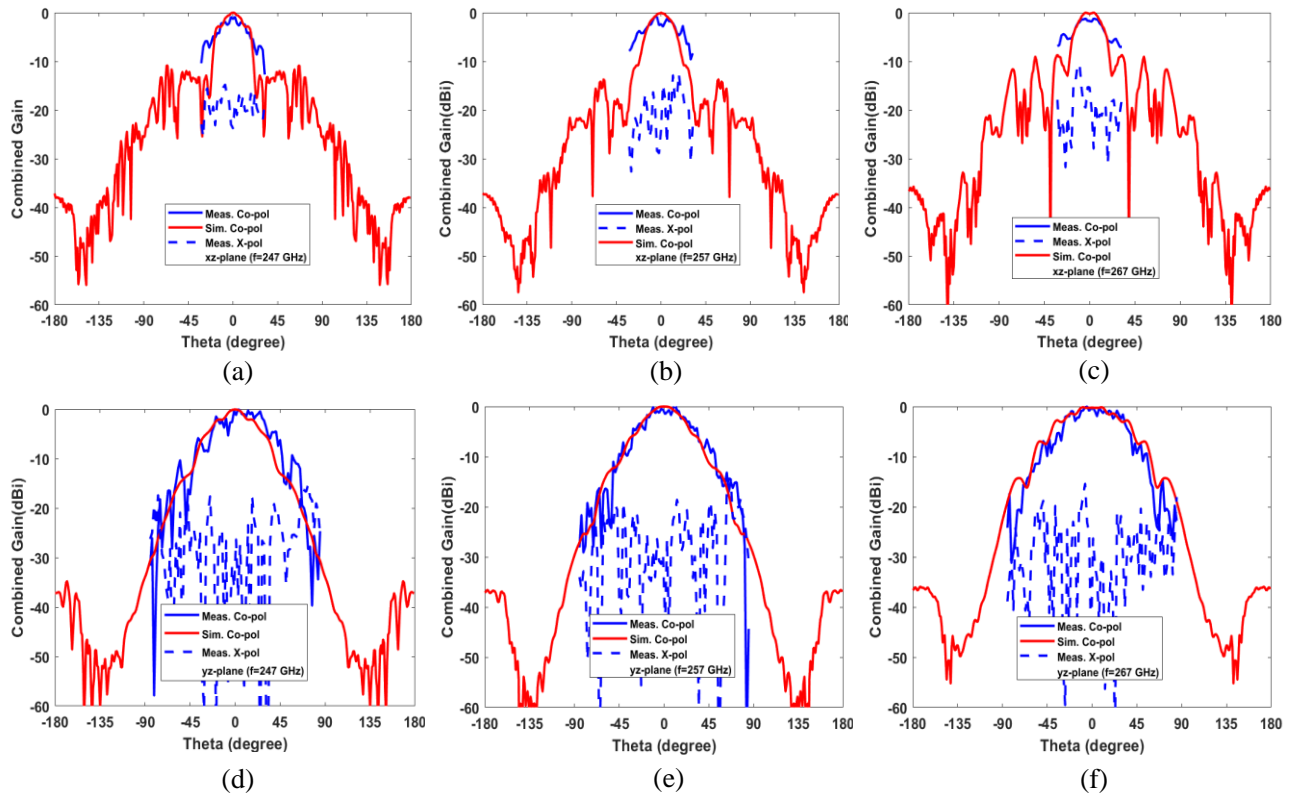 0
-10
-20
-30
-40
-50
-60
Combined Gain
Meas. Co-pol
Sim. Co-pol
Meas. X-pol
xz-plane (f=247 GHz)
-180 -135 -90 -45 0 45 90 135 180
Theta (degree)
(a)
0
-10
-20
-30
-40
-50
-60
Combined Gain(dBi)
Meas. Co-pol
Meas. X-pol
Sim. Co-pol
xz-plane (f=257 GHz)
-180 -135 -90 -45 0 45 90 135 180
Theta (degree)
(b)
0
-10
-20
-30
-40
-50
-60
Combined Gain(dBi)
Meas. Co-pol
Meas. X-pol
Sim. Co-pol
xz-plane (f=267 GHz)
-180 -135 -90 -45 0 45 90 135 180
Theta (degree)
(c)
0
-10
-20
-30
-40
-50
-60
Combined Gain(dBi)
Meas. Co-pol
Sim. Co-pol
Meas. X-pol
yz-plane (f=247 GHz)
-180 -135 -90 -45 0 45 90 135 180
Theta (degree)
(d)
0
-10
-20
-30
-40
-50
-60
Combined Gain(dBi)
Meas. Co-pol
Sim. Co-pol
Meas. X-pol
yz-plane (f=257 GHz)
-180 -135 -90 -45 0 45 90 135 180
Theta (degree)
(e)
0
-10
-20
-30
-40
-50
-60
Combined Gain(dBi)
Meas. Co-pol
Sim. Co-pol
Meas. X-pol
yz-plane (f=267 GHz)
-180 -135 -90 -45 0 45 90 135 180
Theta (degree)
(f)